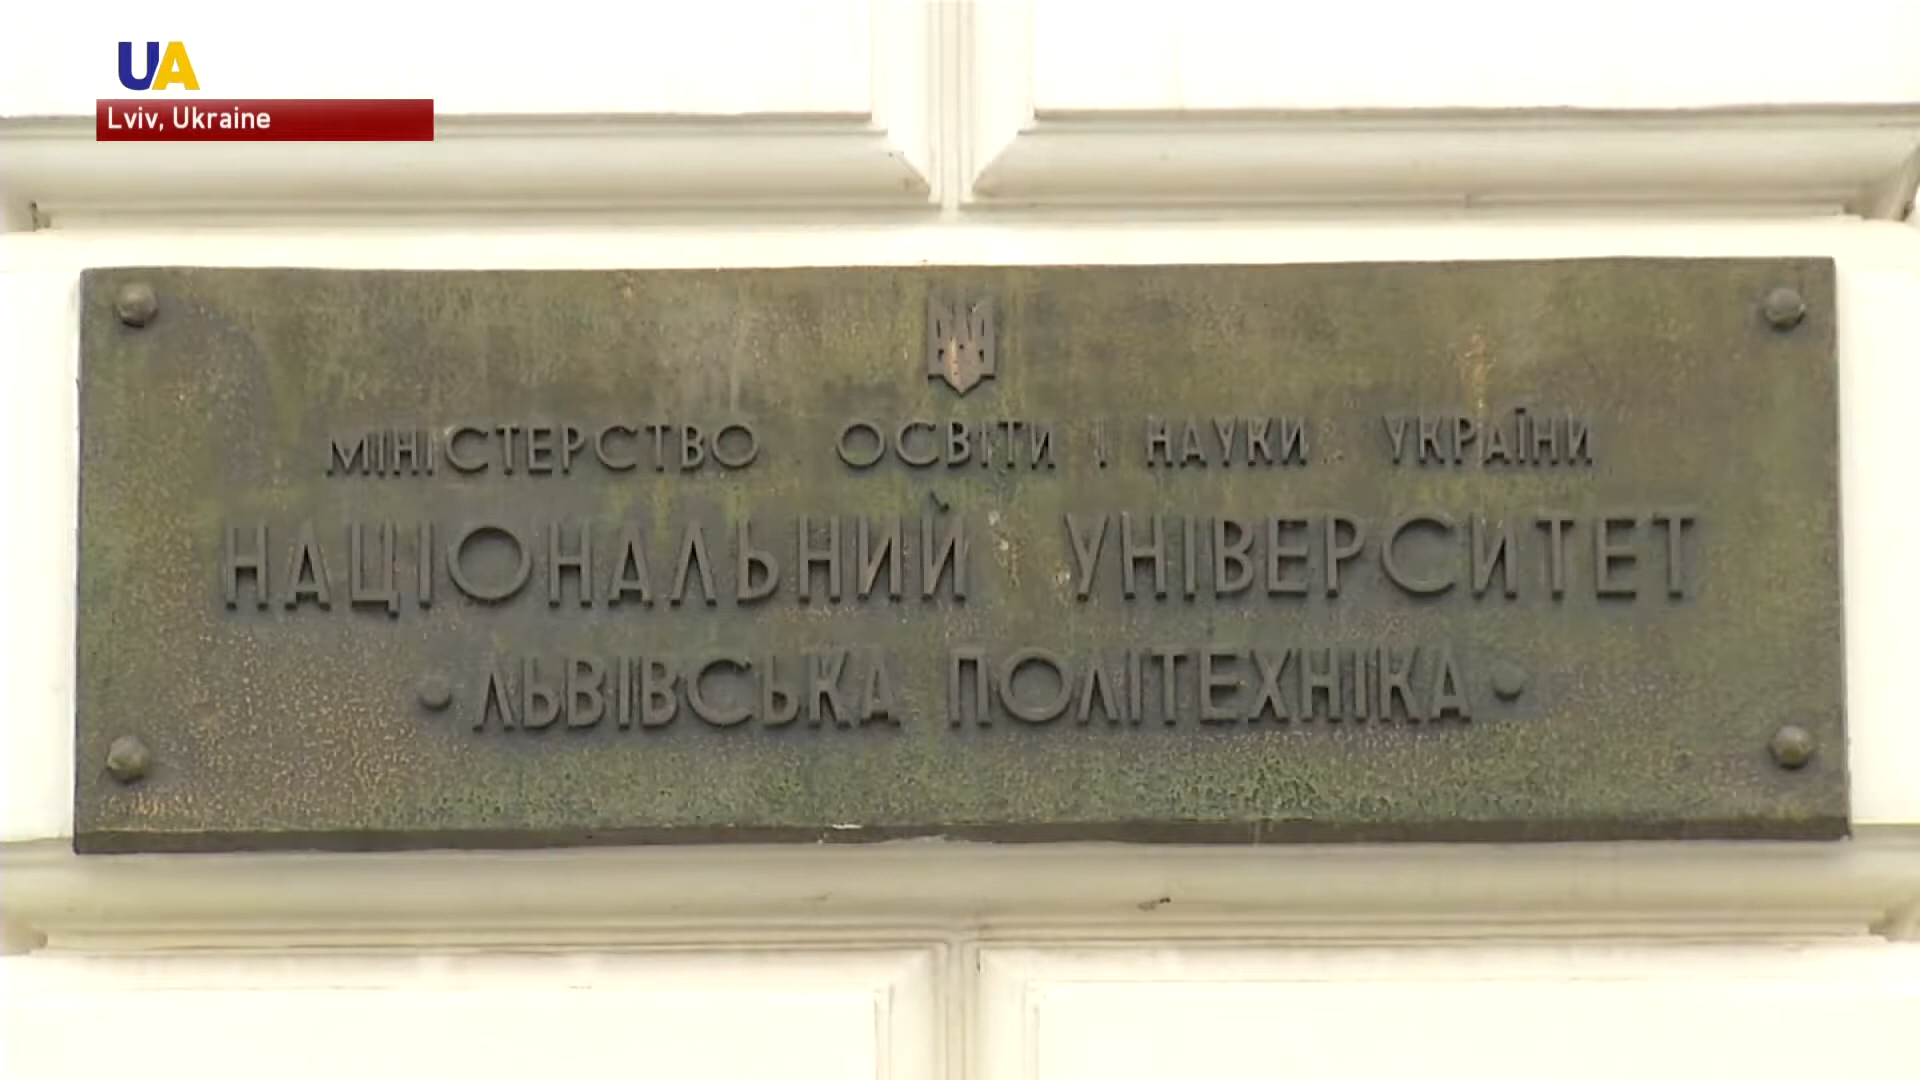 UA
Lviv, Ukraine
МІНІСТЕРСТВО ОСВІТИ І НАУКИ УКРАЇНИ
НАЦІОНАЛЬНИЙ УНІВЕРСИТЕТ
•ЛЬВІВСЬКА ПОЛІТЕХНІКА•